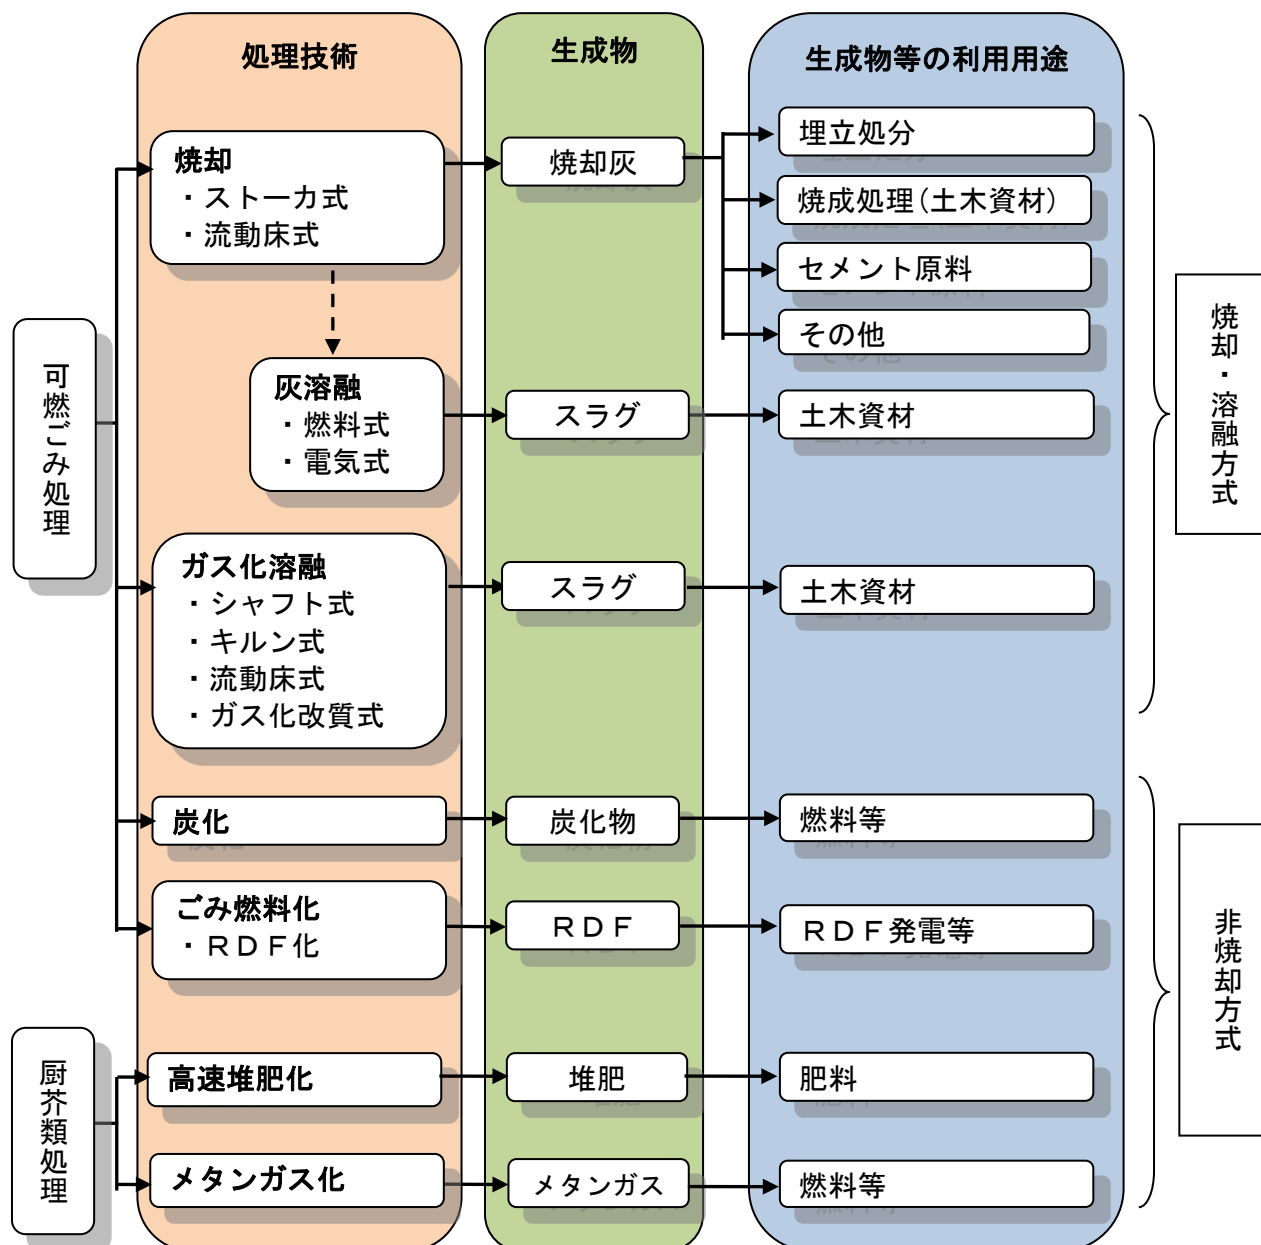 処理技術
生成物
生成物等の利用用途
可燃ごみ処理
焼却
・ストーカ式
・流動床式
焼却灰
埋立処分
焼成処理(土木資材)
セメント原料
その他
灰溶融
・燃料式
・電気式
スラグ
土木資材
ガス化溶融
・シャフト式
・キルン式
・流動床式
・ガス化改質式
スラグ
土木資材
焼却・溶融方式
炭化
炭化物
燃料等
ごみ燃料化
・RDF化
RDF
RDF発電等
厨芥類処理
高速堆肥化
堆肥
肥料
メタンガス化
メタンガス
燃料等
非焼却方式